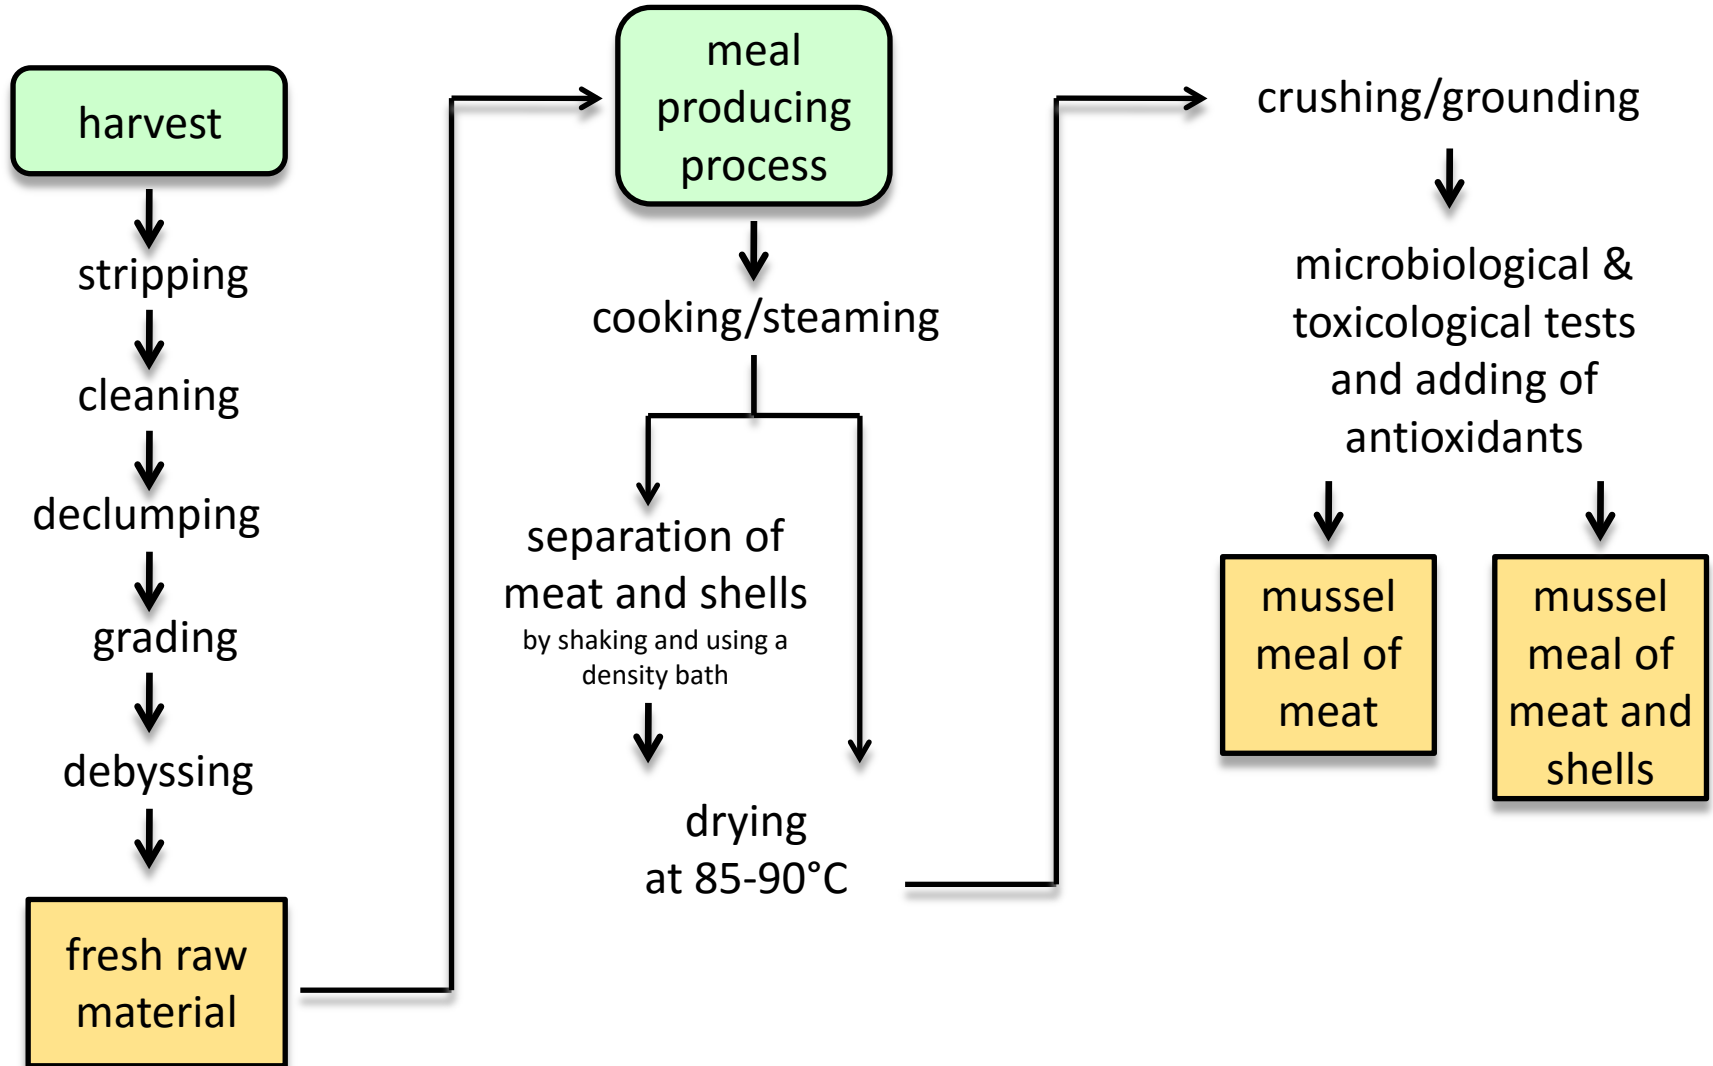 harvest
stripping
cleaning
declumping
grading
debyssing
fresh raw
material
meal
producing
process
cooking/steaming
separation of
meat and shells
by shaking and using a
density bath
drying
at 85-90°C
crushing/grounding
microbiological &
toxicological tests
and adding of
antioxidants
mussel
meal of
meat
mussel
meal of
meat and
shells